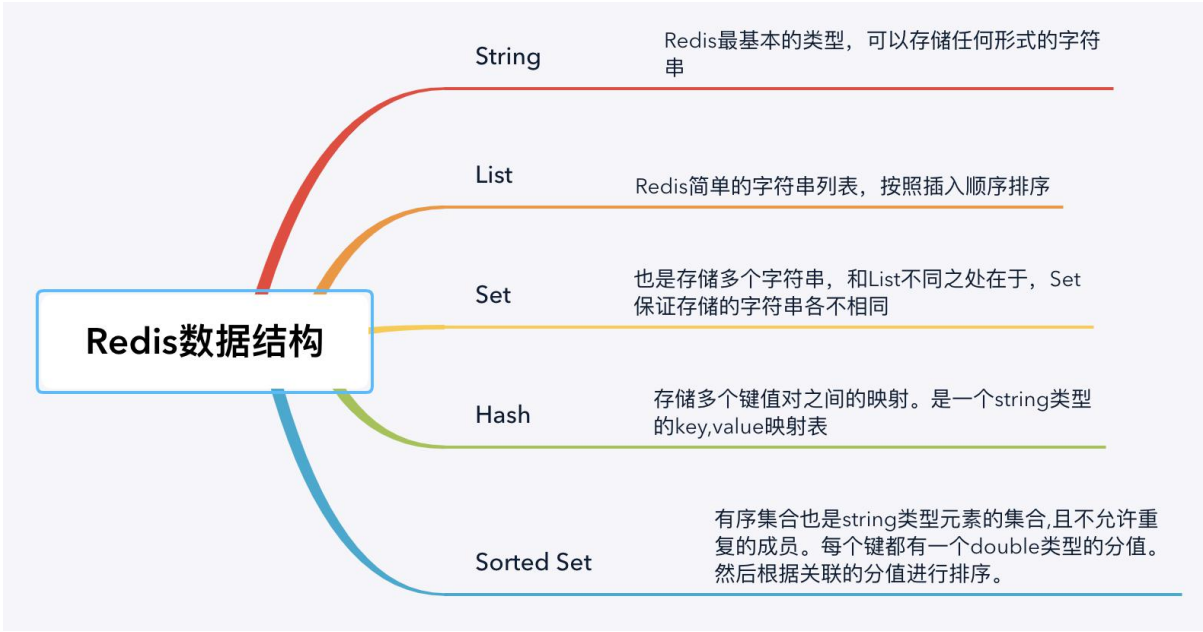 Redis数据结构
String
Redis最基本的类型，可以存储任何形式的字符
串
List
Redis简单的字符串列表，按照插入顺序排序
Set
也是存储多个字符串，和List不同之处在于，Set
保证存储的字符串各不相同
Hash
存储多个键值对之间的映射。是一个string类型
的key,value映射表
Sorted Set
有序集合也是string类型元素的集合,且不允许重
复的成员。每个键都有一个double类型的分值。
然后根据关联的分值进行排序。